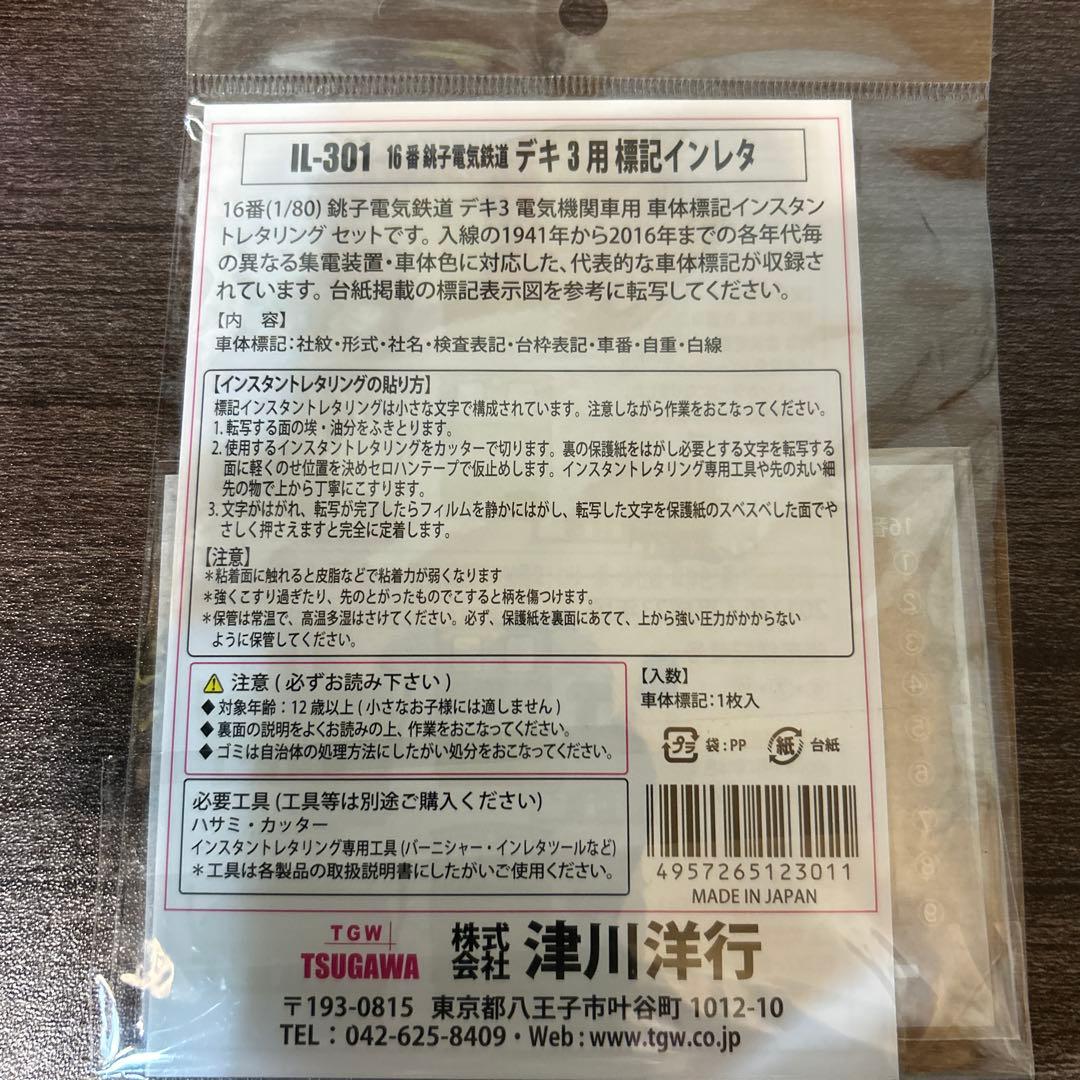 IL-301 16番 銚子電気鉄道 デキ3用 標記インレタ
16番(1/80) 銚子電気鉄道 デキ3 電気機関車用 車体標記インスタン
トレタリング セットです。入線の1941年から2016年までの各年代毎
の異なる集電装置・車体色に対応した、代表的な車体標記が収録さ
れています。台紙掲載の標記表示図を参考に転写してください。
【内　容】
車体標記：社紋・形式・社名・検査表記・台枠表記・車番・自重・白線
【インスタントレタリングの貼り方】
標記インスタントレタリングは小さな文字で構成されています。注意しながら作業をおこなってください。
1. 転写する面の埃・油分をふきとります。
2. 使用するインスタントレタリングをカッターで切ります。裏の保護紙をはがし必要とする文字を転写する
面に軽くのせ位置を決めセロハンテープで仮止めします。インスタントレタリング専用工具や先の丸い細
先の物で上から丁寧にこすります。
3. 文字がはがれ、転写が完了したらフィルムを静かにはがし、転写した文字を保護紙のスベスベした面でや
さしく押さえますと完全に定着します。
【注意】
＊粘着面に触れると皮脂などで粘着力が弱くなります
＊強くこすり過ぎたり、先のとがったものでこすると柄を傷つけます。
＊保管は常温で、高温多湿はさけてください。必ず、保護紙を裏面にあてて、上から強い圧力がかからない
ように保管してください。
注意 ( 必ずお読み下さい )
◆対象年齢：12 歳以上 ( 小さなお子様には適しません )
◆裏面の説明をよくお読みの上、作業をおこなってください。
◆ゴミは自治体の処理方法にしたがい処分をおこなってください。
【入数】
車体標記：1枚入
プラ 袋：PP 紙 台紙
必要工具 (工具等は別途ご購入ください)
ハサミ・カッター
インスタントレタリング専用工具 (バーニシャー・インレタツールなど)
＊工具は各製品の取扱説明書にしたがいご使用ください。
4957265123011
MADE IN JAPAN
TGW
TSUGAWA
株式会社 津川洋行
〒193-0815 東京都八王子市叶谷町 1012-10
TEL：042-625-8409・Web：www.tgw.co.jp
16番
①
②
③
④
⑤
⑥
⑦
⑧
⑨